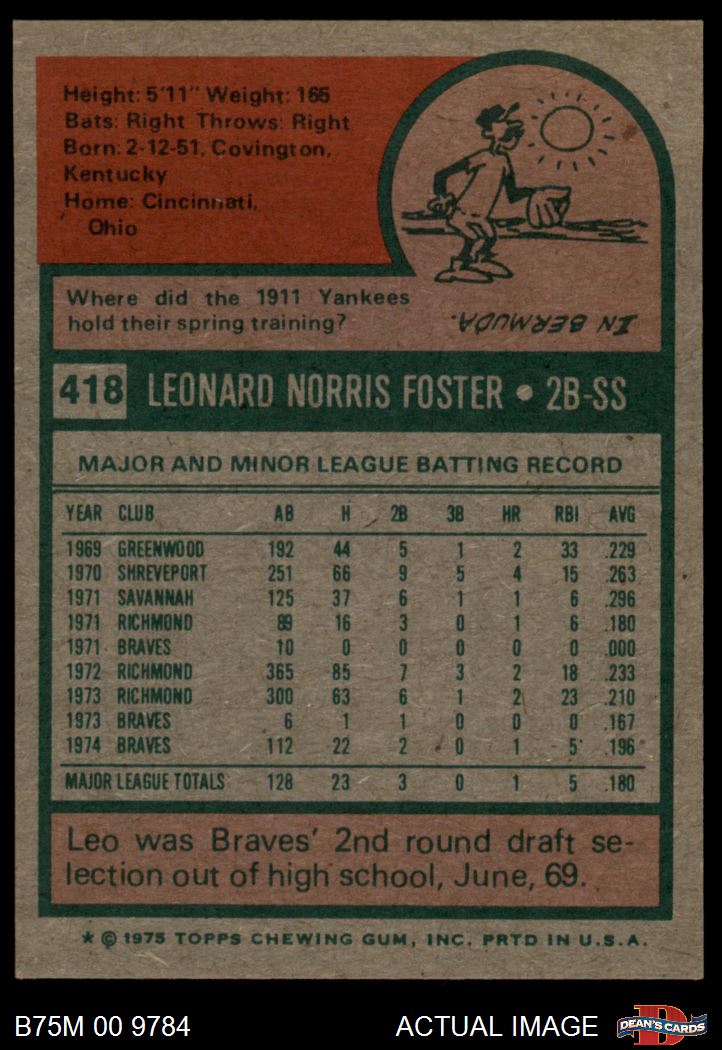 Height: 5'11" Weight: 165
Bats: Right Throws: Right
Born: 2-12-51, Covington,
Kentucky
Home: Cincinnati,
Ohio
Where did the 1911 Yankees
hold their spring training?
IN BERMUDA.
418 LEONARD NORRIS FOSTER • 2B-SS
MAJOR AND MINOR LEAGUE BATTING RECORD
YEAR CLUB AB H 2B 3B HR RBI AVG
1969 GREENWOOD 192 44 5 1 2 33 .229
1970 SHREVEPORT 251 66 9 5 4 15 .263
1971 SAVANNAH 125 37 6 1 1 6 .296
1971 RICHMOND 89 16 3 0 1 6 .180
1971 BRAVES 10 0 0 0 0 0 .000
1972 RICHMOND 365 85 7 3 2 18 .233
1973 RICHMOND 300 63 6 1 2 23 .210
1973 BRAVES 6 1 1 0 0 0 .167
1974 BRAVES 112 22 2 0 1 5 .196
MAJOR LEAGUE TOTALS 128 23 3 0 1 5 .180
Leo was Braves' 2nd round draft se-
lection out of high school, June, 69.
* © 1975 TOPPS CHEWING GUM, INC. PRTD IN U.S.A.
B75M 00 9784 ACTUAL IMAGE D DEAN'S CARDS